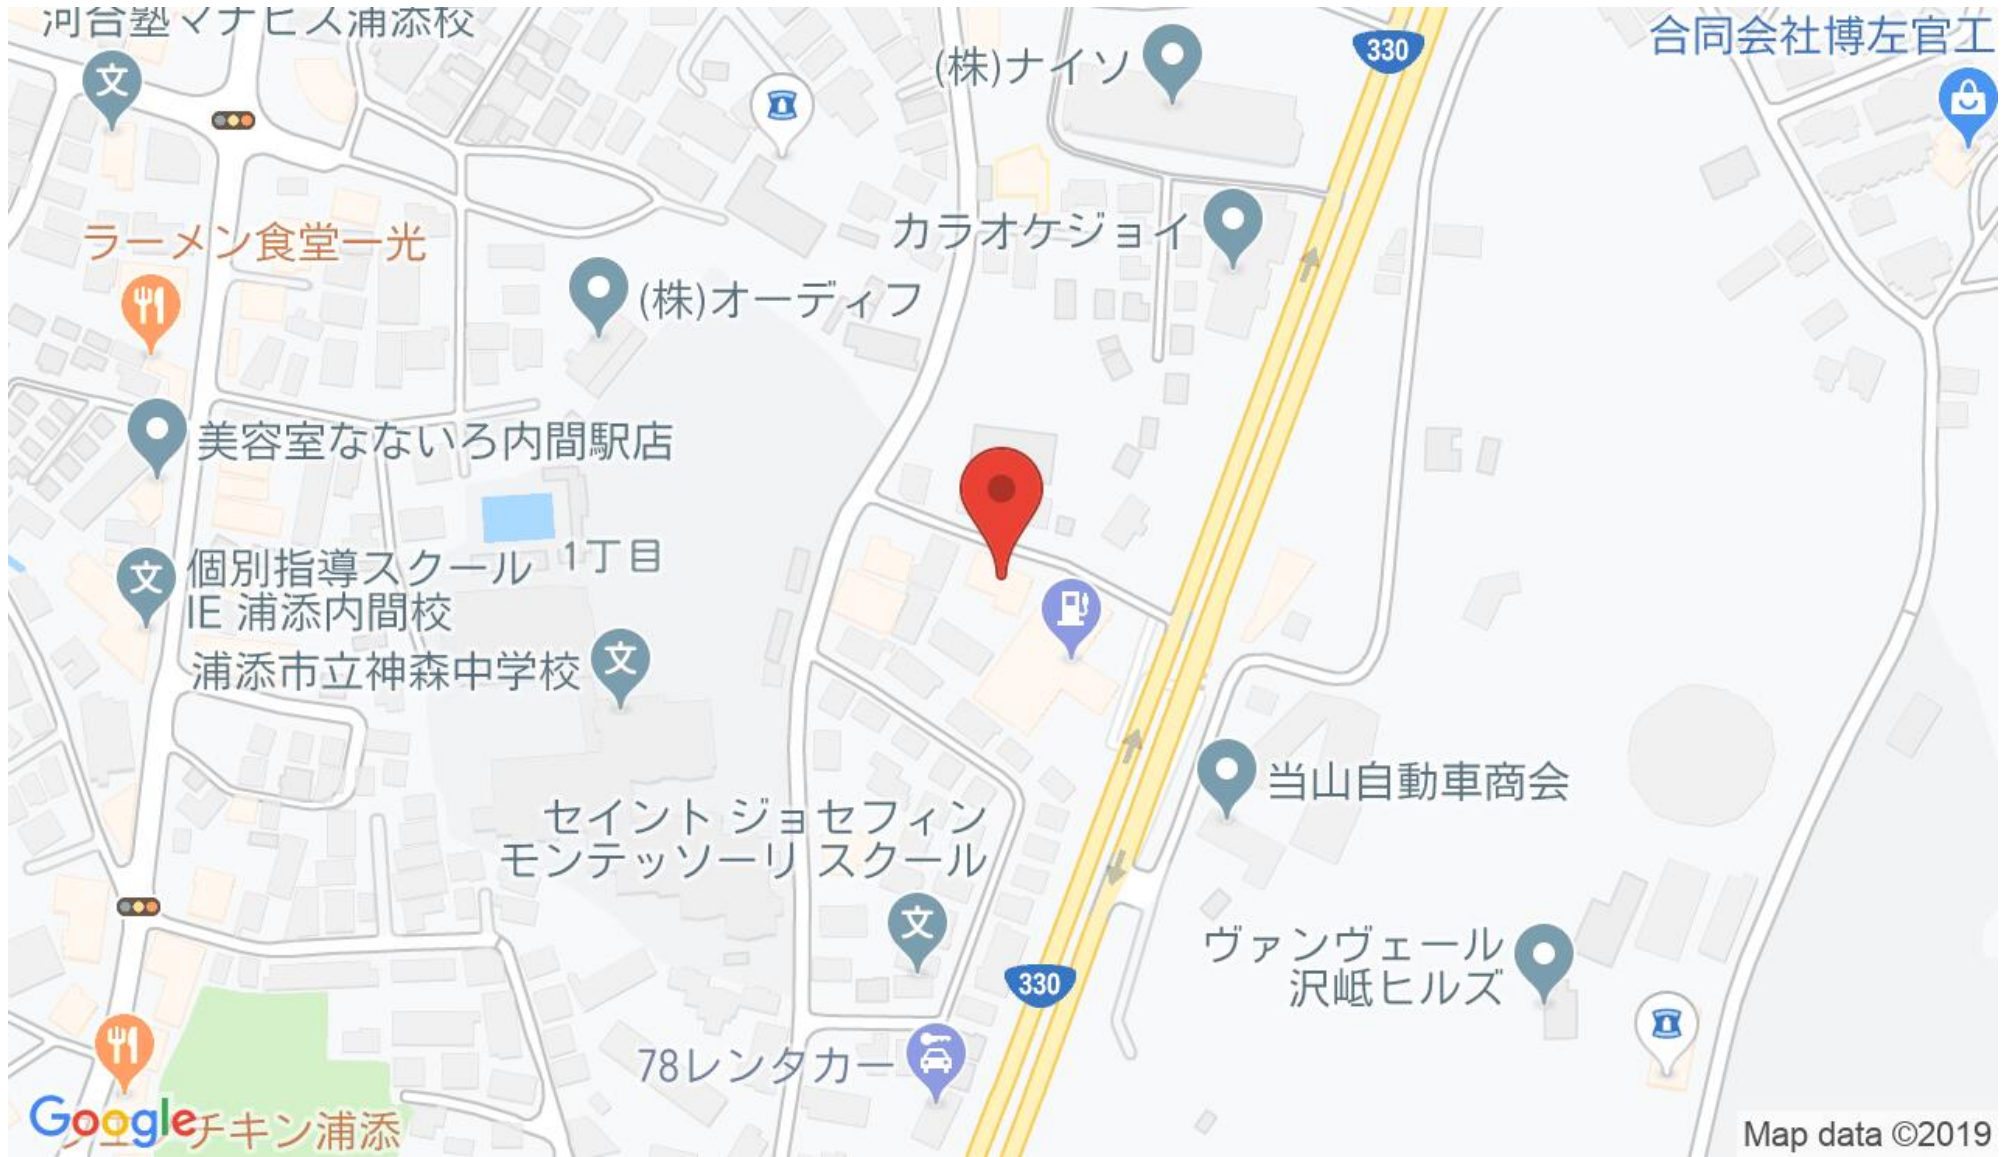 河合塾マナビス浦添校
(株)ナイソ
330
合同会社博左官工
カラオケジョイ
ラーメン食堂一光
(株)オーディフ
美容室なないろ内間駅店
1丁目
個別指導スクール
IE 浦添内間校
浦添市立神森中学校
当山自動車商会
セイント ジョセフィン
モンテッソーリ スクール
ヴァンヴェール
沢岻ヒルズ
330
78レンタカー
Google
チキン浦添
Map data ©2019